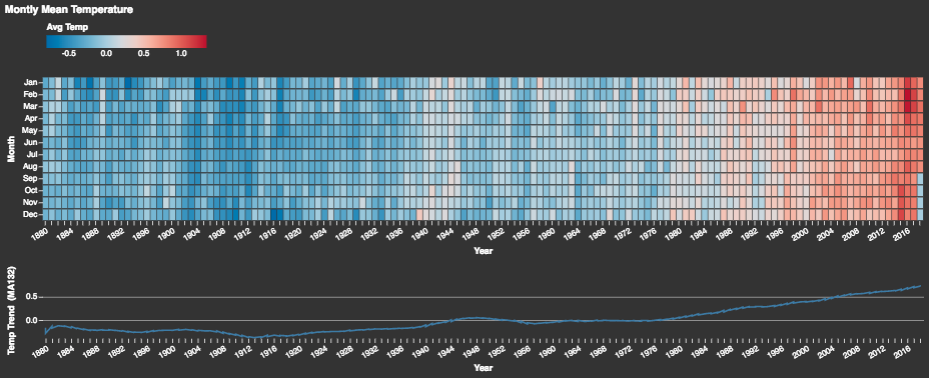 Montly Mean Temperature
Avg Temp
-0.5 0.0 0.5 1.0
Month
Jan
Feb
Mar
Apr
May
Jun
Jul
Aug
Sep
Oct
Nov
Dec
1880 1884 1888 1892 1896 1900 1904 1908 1912 1916 1920 1924 1928 1932 1936 1940 1944 1948 1952 1956 1960 1964 1968 1972 1976 1980 1984 1988 1992 1996 2000 2004 2008 2012 2016
Year
Temp Trend (MA132)
0.5
0.0
1880 1884 1888 1892 1896 1900 1904 1908 1912 1916 1920 1924 1928 1932 1936 1940 1944 1948 1952 1956 1960 1964 1968 1972 1976 1980 1984 1988 1992 1996 2000 2004 2008 2012 2016
Year